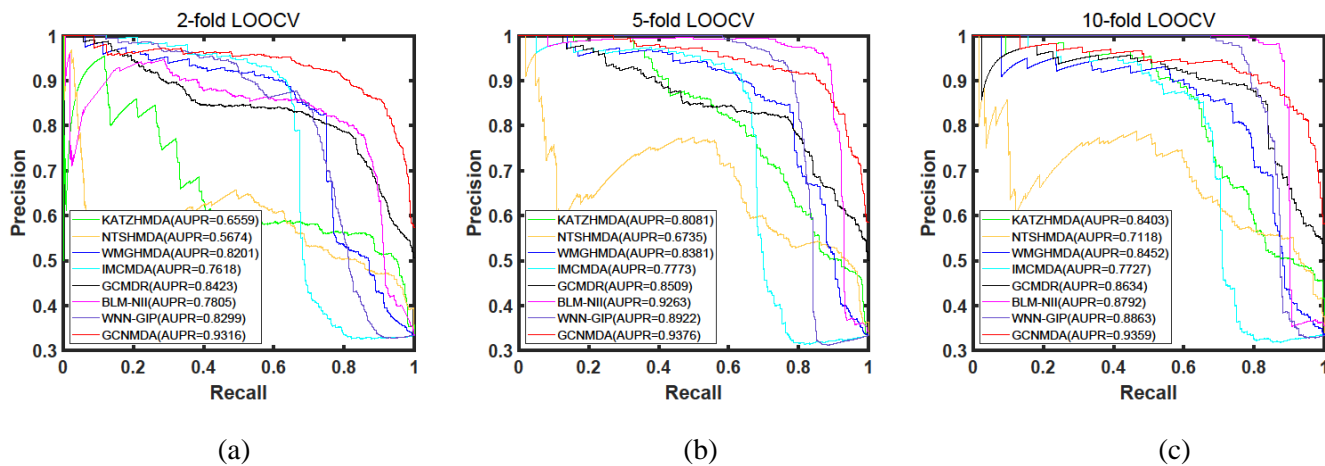 2-fold LOOCV
1
0.9
0.8
0.7
0.6
0.5
0.4
0.3
Precision
KATZHMDA(AUPR=0.6559)
NTSHMDA(AUPR=0.5674)
WMGHMDA(AUPR=0.8201)
IMCMDA(AUPR=0.7618)
GCMDR(AUPR=0.8423)
BLM-NII(AUPR=0.7805)
WNN-GIP(AUPR=0.8299)
GCNMDA(AUPR=0.9316)
0 0.2 0.4 0.6 0.8 1
Recall
(a)
5-fold LOOCV
1
0.9
0.8
0.7
0.6
0.5
0.4
0.3
Precision
KATZHMDA(AUPR=0.8081)
NTSHMDA(AUPR=0.6735)
WMGHMDA(AUPR=0.8381)
IMCMDA(AUPR=0.7773)
GCMDR(AUPR=0.8509)
BLM-NII(AUPR=0.9263)
WNN-GIP(AUPR=0.8922)
GCNMDA(AUPR=0.9376)
0 0.2 0.4 0.6 0.8 1
Recall
(b)
10-fold LOOCV
1
0.9
0.8
0.7
0.6
0.5
0.4
0.3
Precision
KATZHMDA(AUPR=0.8403)
NTSHMDA(AUPR=0.7118)
WMGHMDA(AUPR=0.8452)
IMCMDA(AUPR=0.7727)
GCMDR(AUPR=0.8634)
BLM-NII(AUPR=0.8792)
WNN-GIP(AUPR=0.8863)
GCNMDA(AUPR=0.9359)
0 0.2 0.4 0.6 0.8 1
Recall
(c)